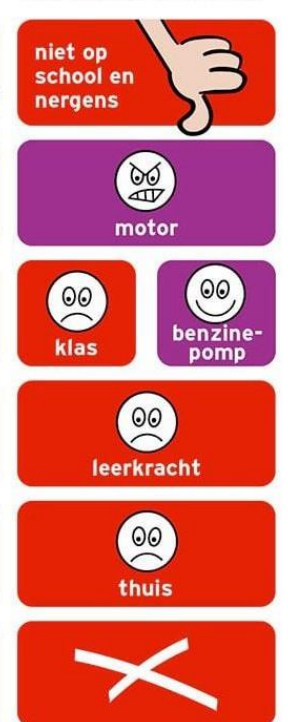 niet op
school en
nergens
motor
klas
benzine-
pomp
leerkracht
thuis